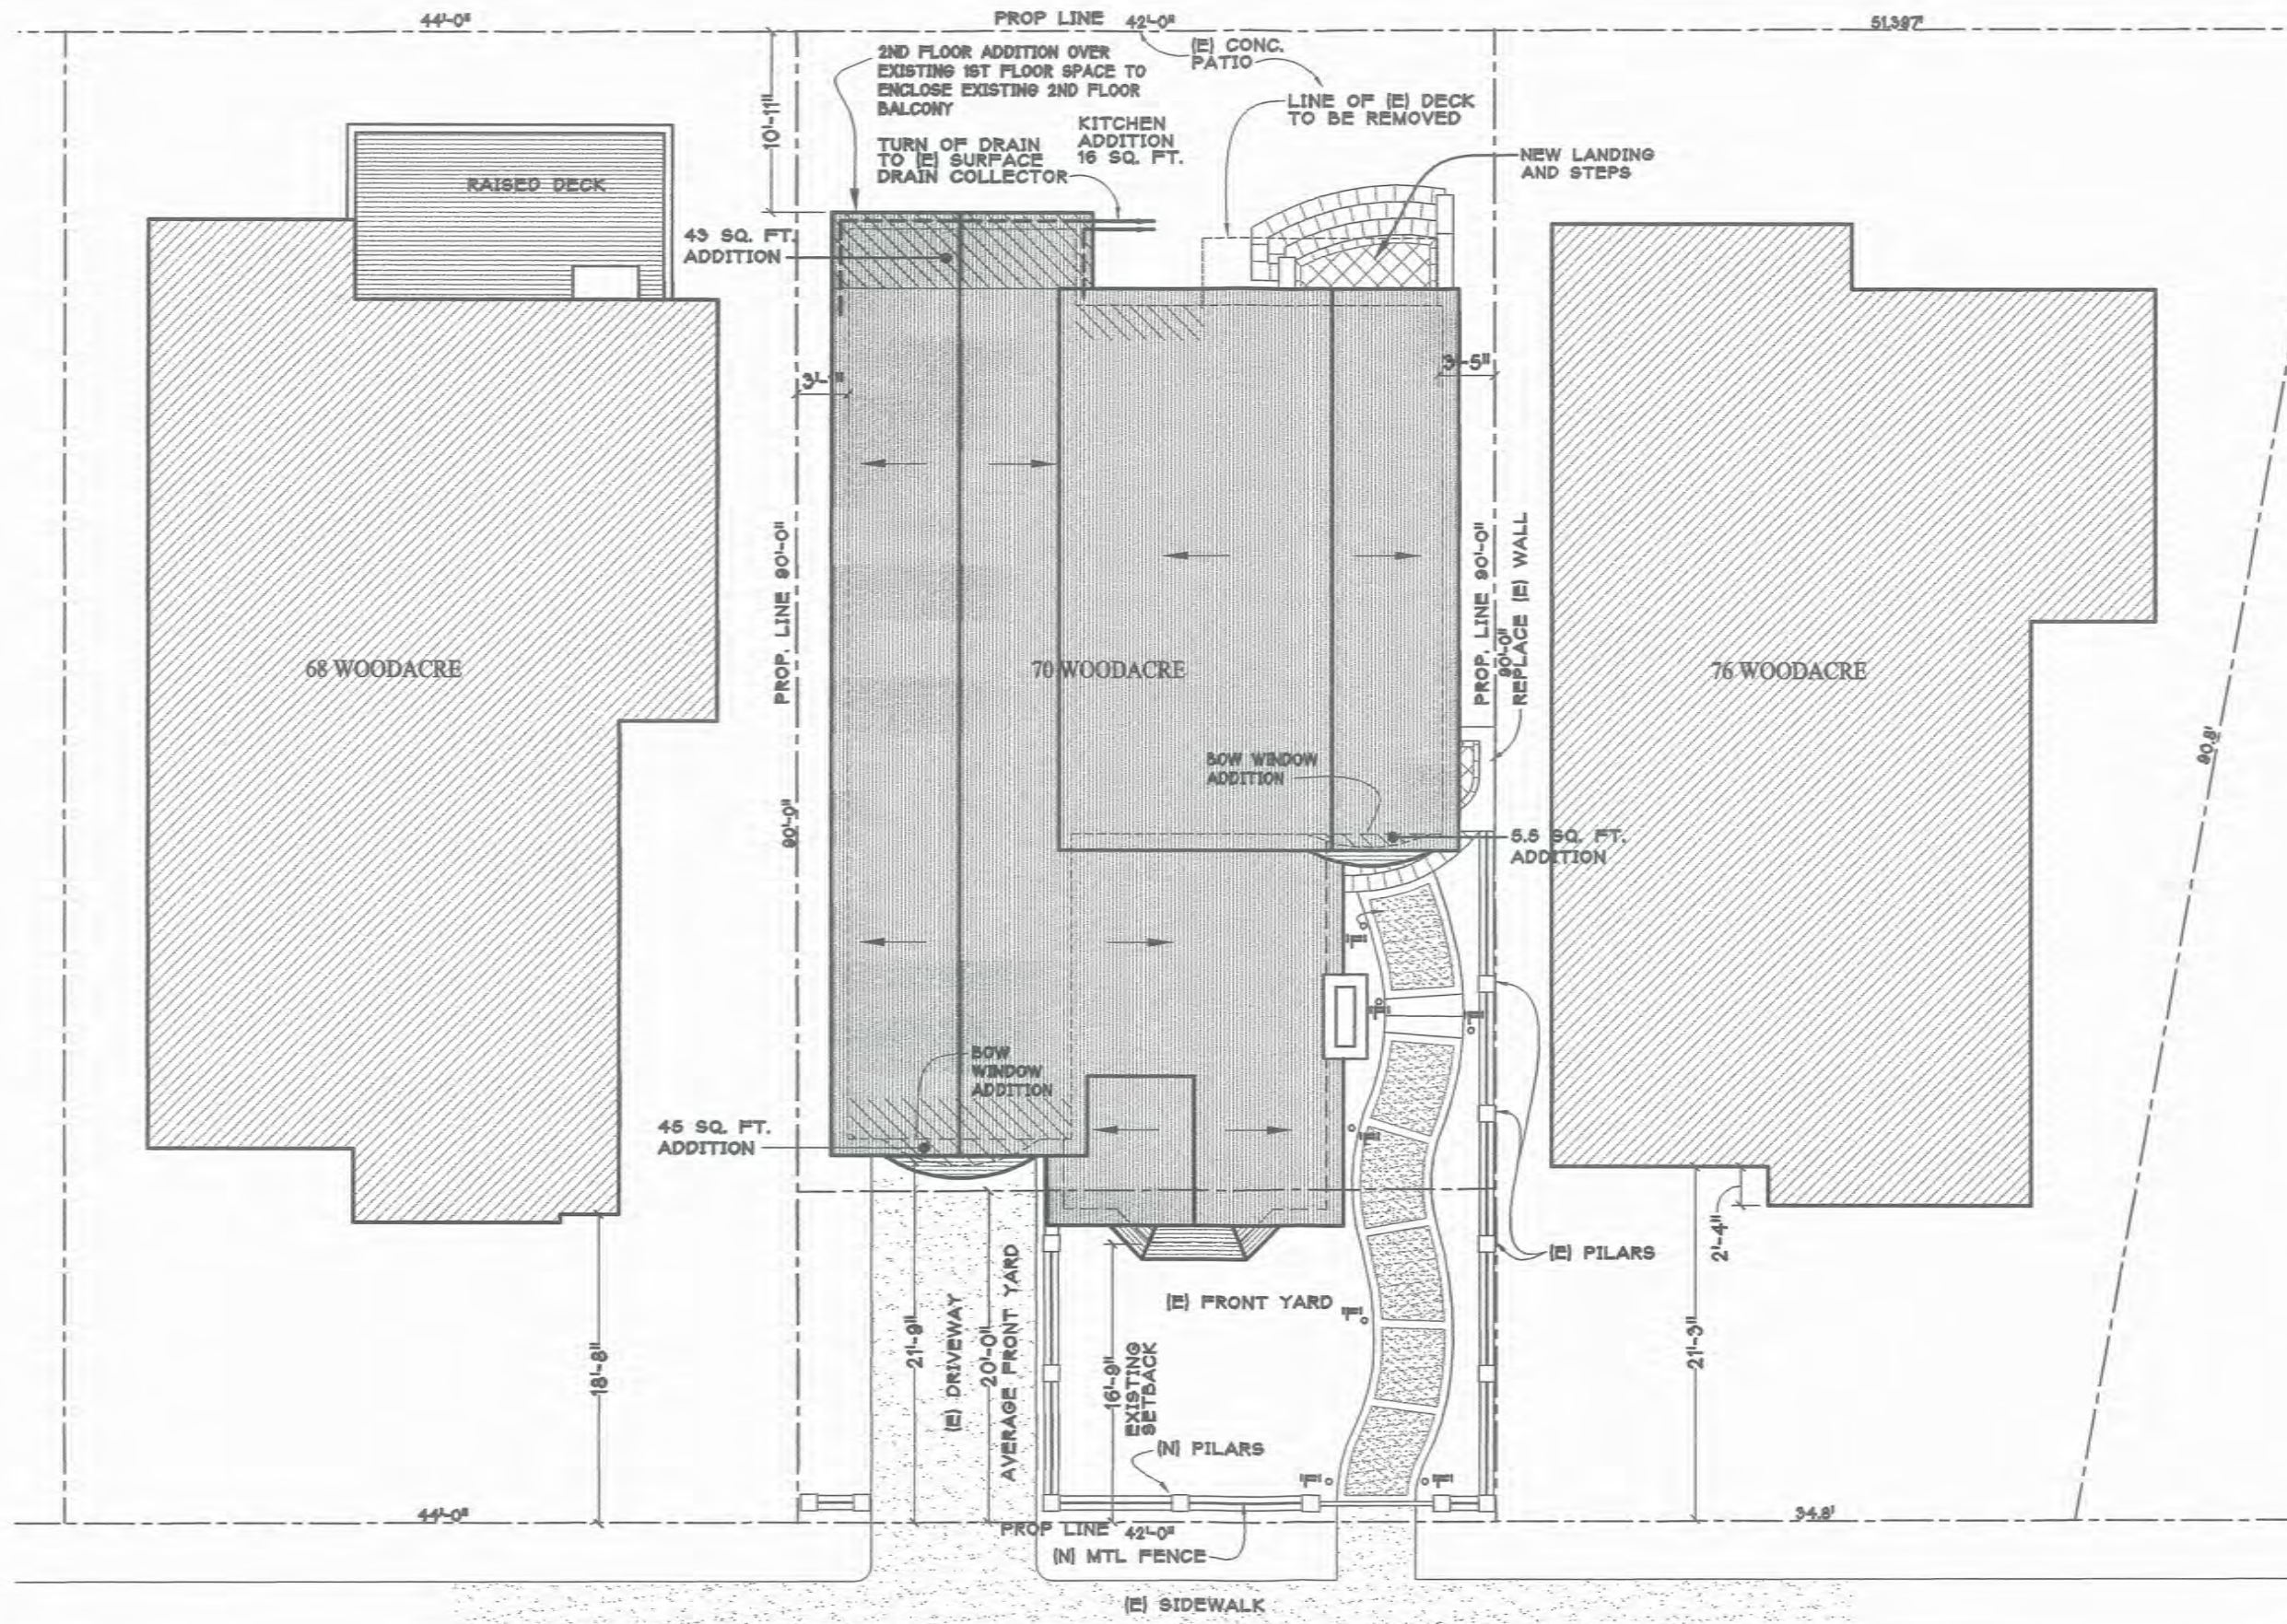 44'-0"
PROP LINE 42'-0"
51.397'
2ND FLOOR ADDITION OVER
EXISTING 1ST FLOOR SPACE TO
ENCLOSE EXISTING 2ND FLOOR
BALCONY
(E) CONC.
PATIO
LINE OF (E) DECK
TO BE REMOVED
10'-11"
TURN OF DRAIN
TO (E) SURFACE
DRAIN COLLECTOR
KITCHEN
ADDITION
16 SQ. FT.
NEW LANDING
AND STEPS
RAISED DECK
43 SQ. FT.
ADDITION
3'-5"
PROP. LINE 90'-0"
PROP. LINE 90'-0"
90'-0"
REPLACE (E) WALL
68 WOODACRE
70 WOODACRE
76 WOODACRE
90.8'
BOW WINDOW
ADDITION
90'-0"
5.5 SQ. FT.
ADDITION
"F"
"F"
"F"
BOW
WINDOW
ADDITION
45 SQ. FT.
ADDITION
"F"
2'-4"
(E) PILARS
(E) FRONT YARD
"F"
18'-8"
21'-9"
(E) DRIVEWAY
20'-0"
AVERAGE FRONT YARD
16'-9"
EXISTING
SETBACK
21'-3"
(N) PILARS
"F"
"F"
44'-0"
PROP LINE 42'-0"
34.8'
(N) MTL FENCE
(E) SIDEWALK